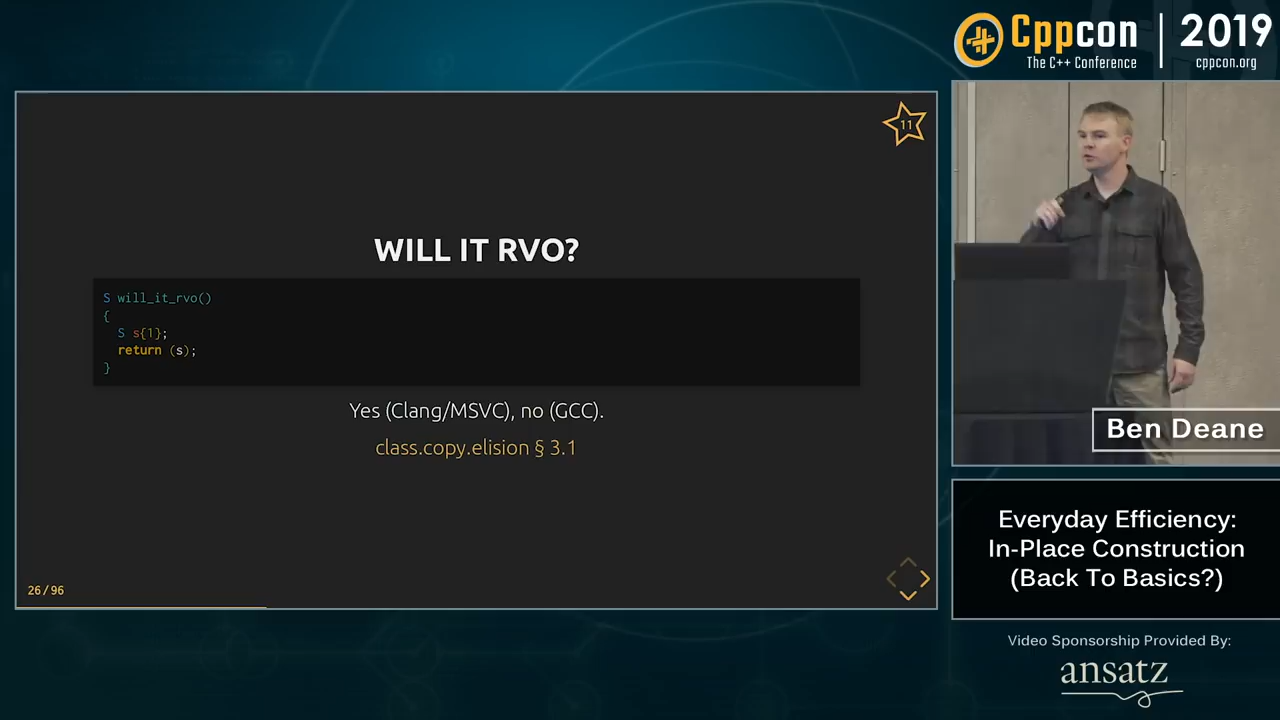 Cppcon | 2019
The C++ Conference
cppcon.org
11
WILL IT RVO?
S will_it_rvo()
{
  S s{1};
  return (s);
}
Yes (Clang/MSVC), no (GCC).
class.copy.elision § 3.1
26/96
Ben Deane
Everyday Efficiency:
In-Place Construction
(Back To Basics?)
Video Sponsorship Provided By:
ansatz